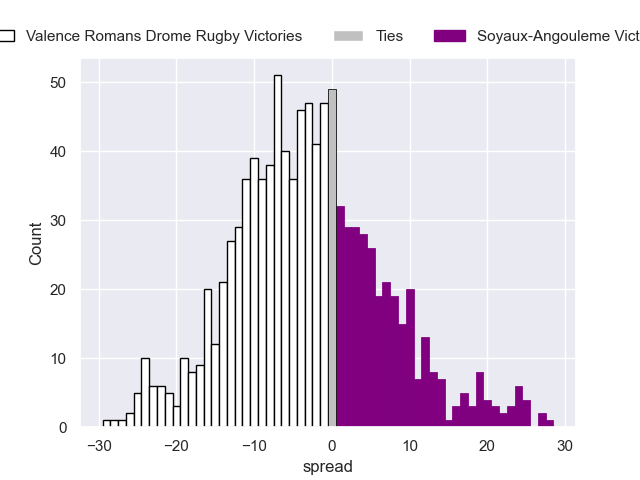 Valence Romans Drome Rugby Victories Ties Soyaux-Angouleme Vict
50
40
30
20
10
0
Count
−30 −20 −10 0 10 20 30
spread